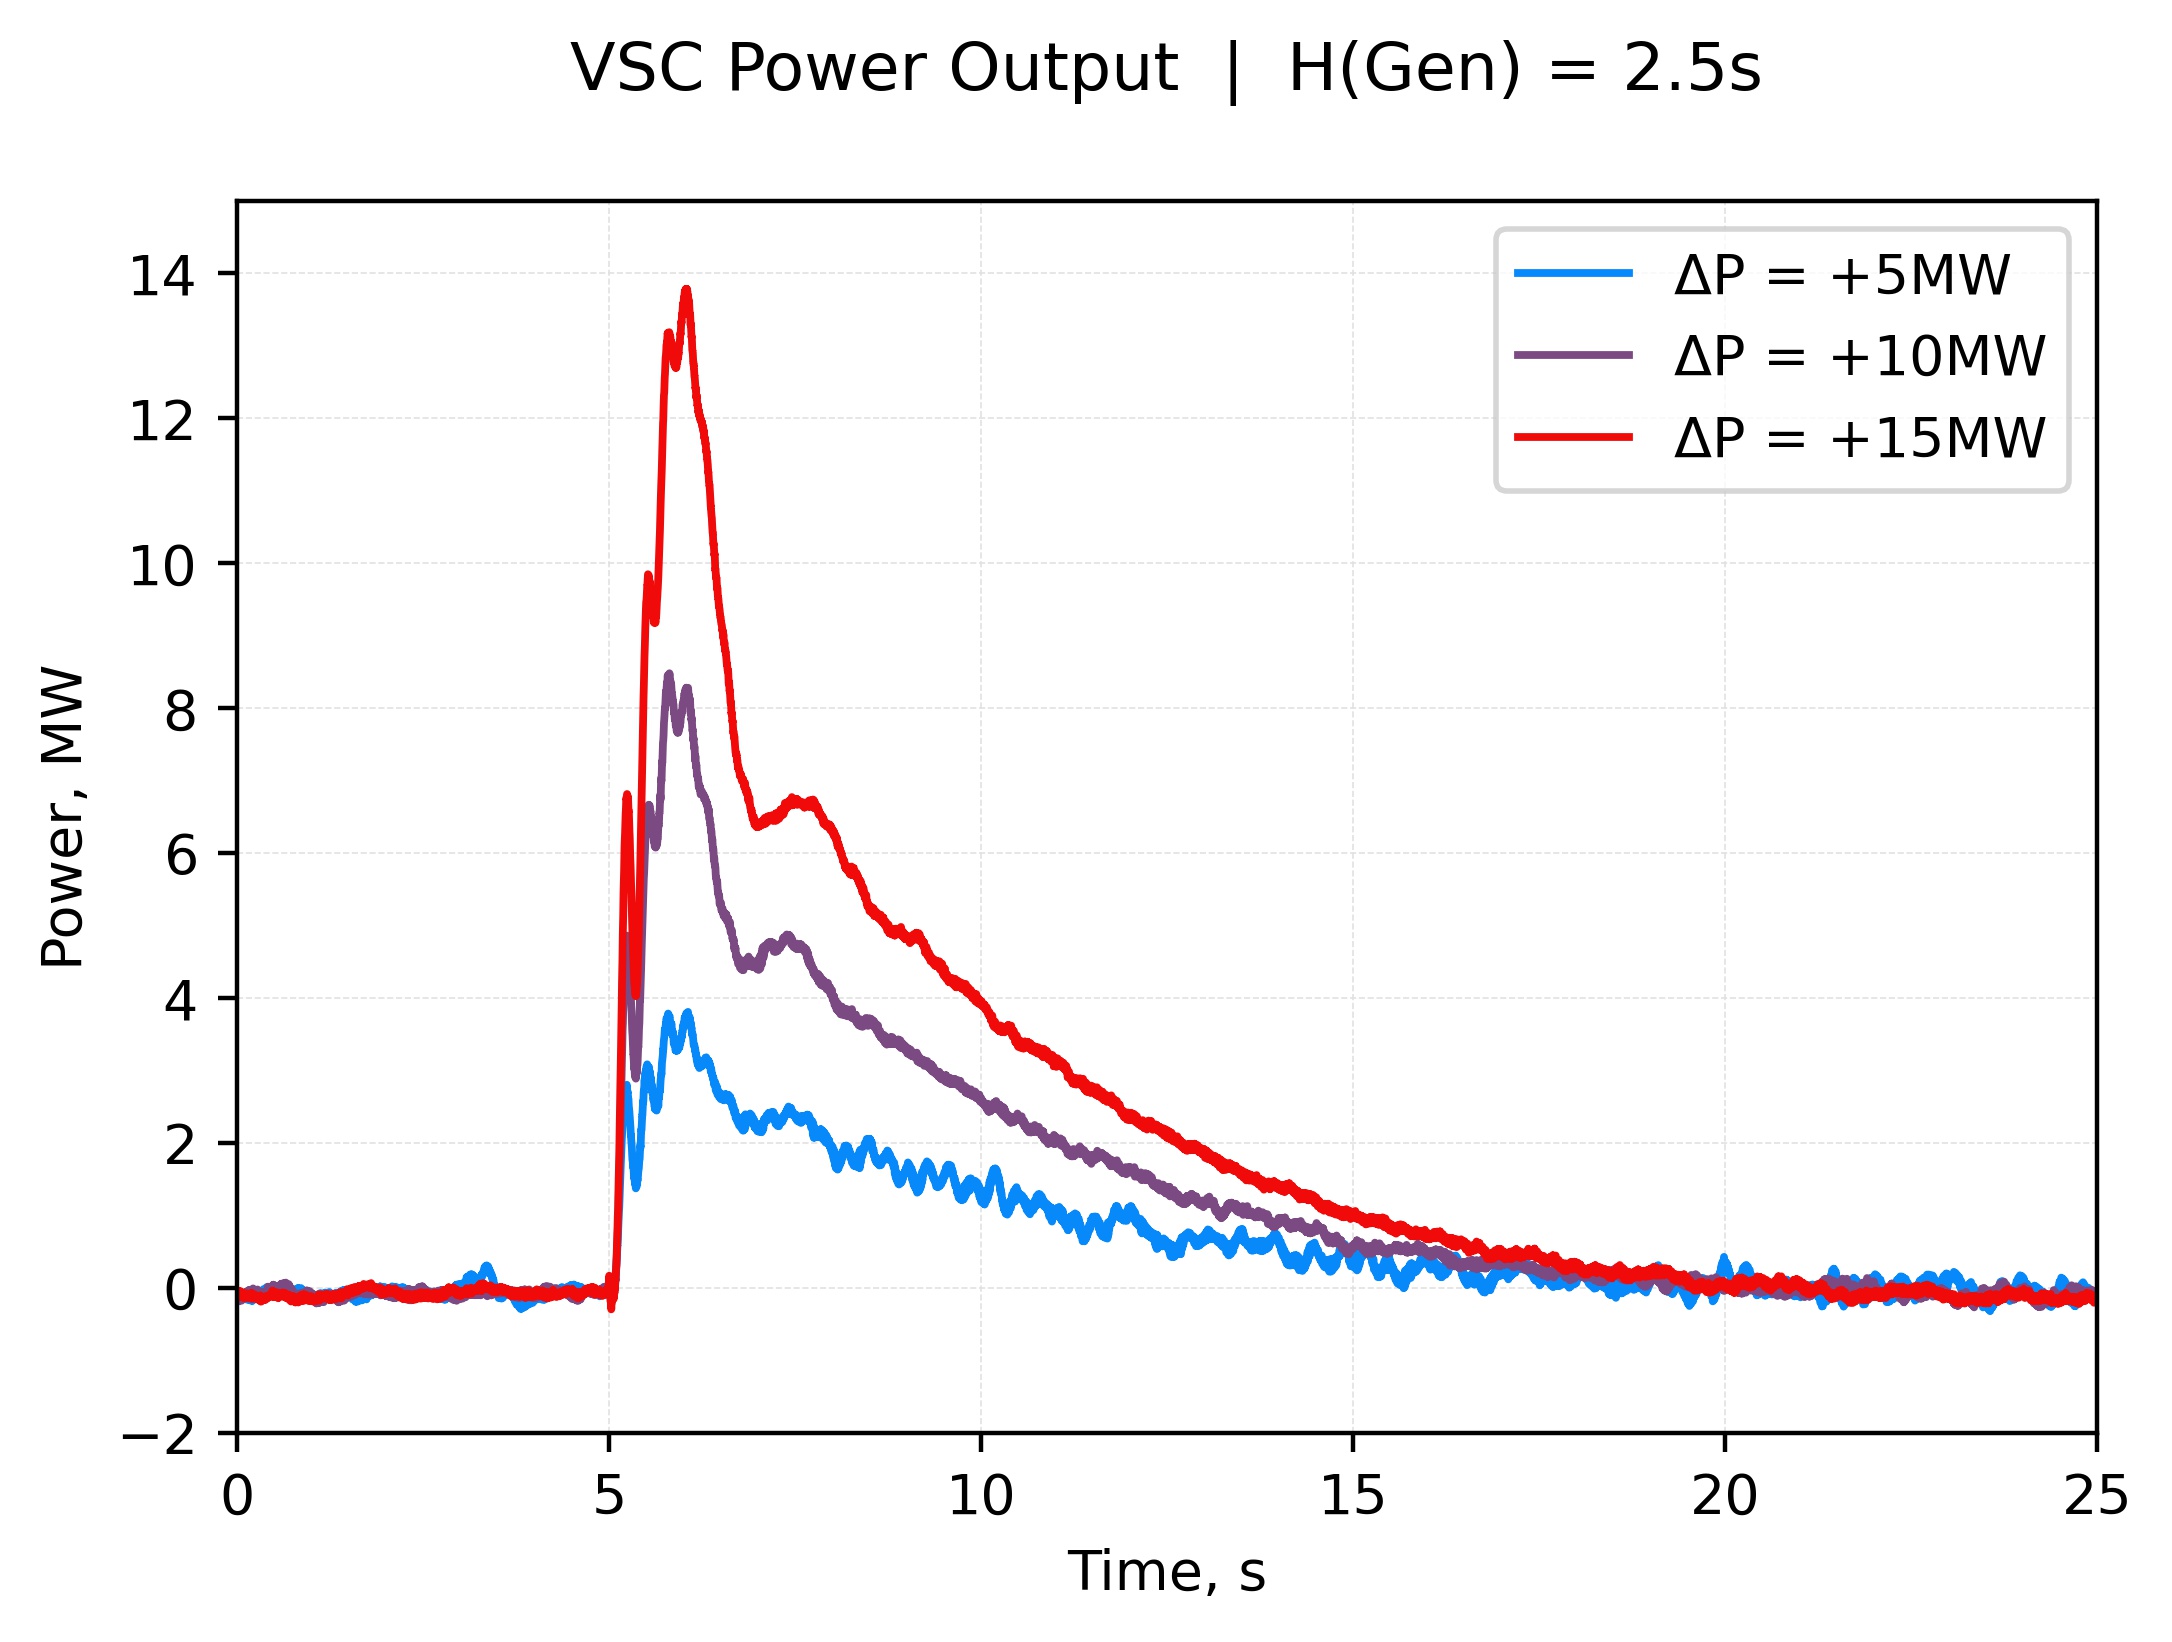 VSC Power Output | H(Gen) = 2.5s
ΔP = +5MW
ΔP = +10MW
ΔP = +15MW
Power, MW
14
12
10
8
6
4
2
0
−2
0 5 10 15 20 25
Time, s